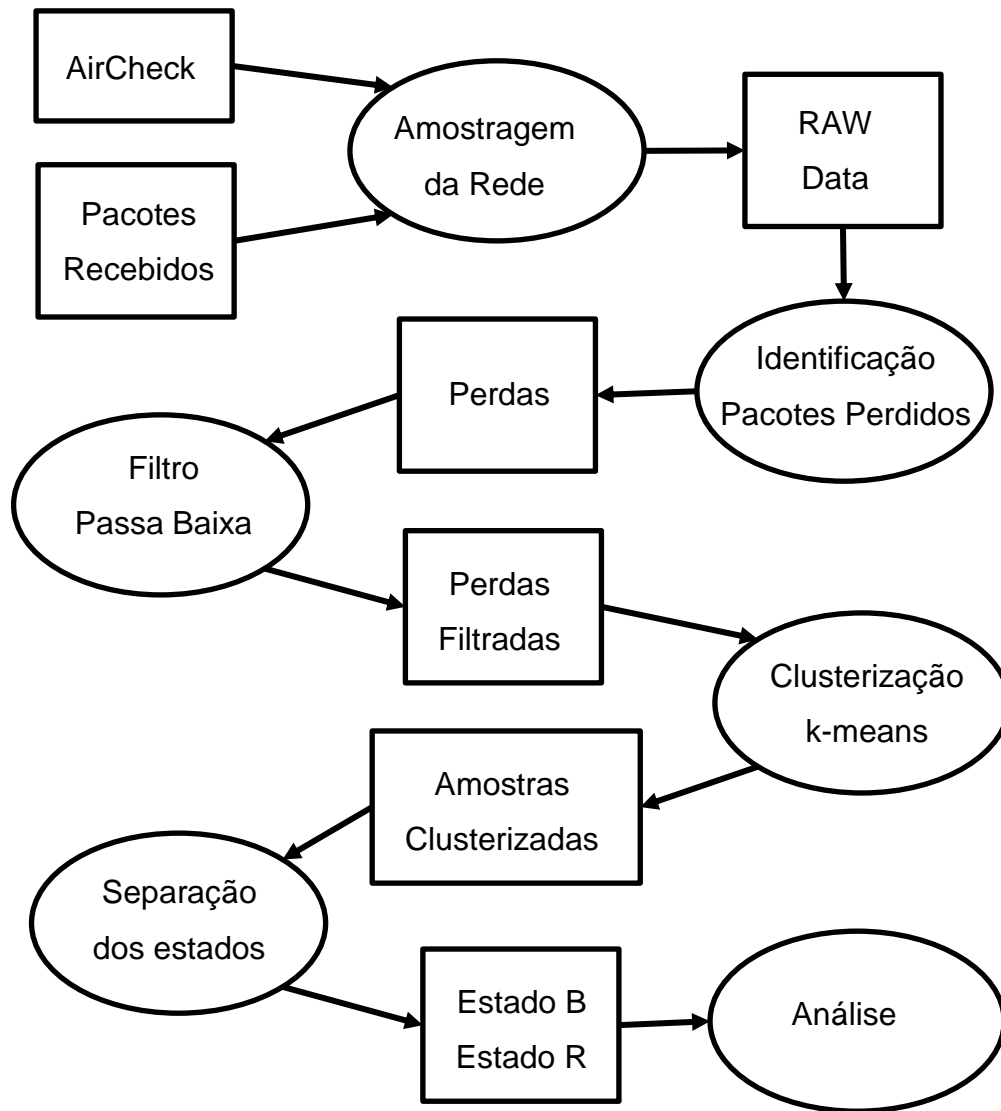 AirCheck
Pacotes
Recebidos
Amostragem
da Rede
RAW
Data
Identificação
Pacotes Perdidos
Perdas
Filtro
Passa Baixa
Perdas
Filtradas
Clusterização
k-means
Amostras
Clusterizadas
Separação
dos estados
Estado B
Estado R
Análise